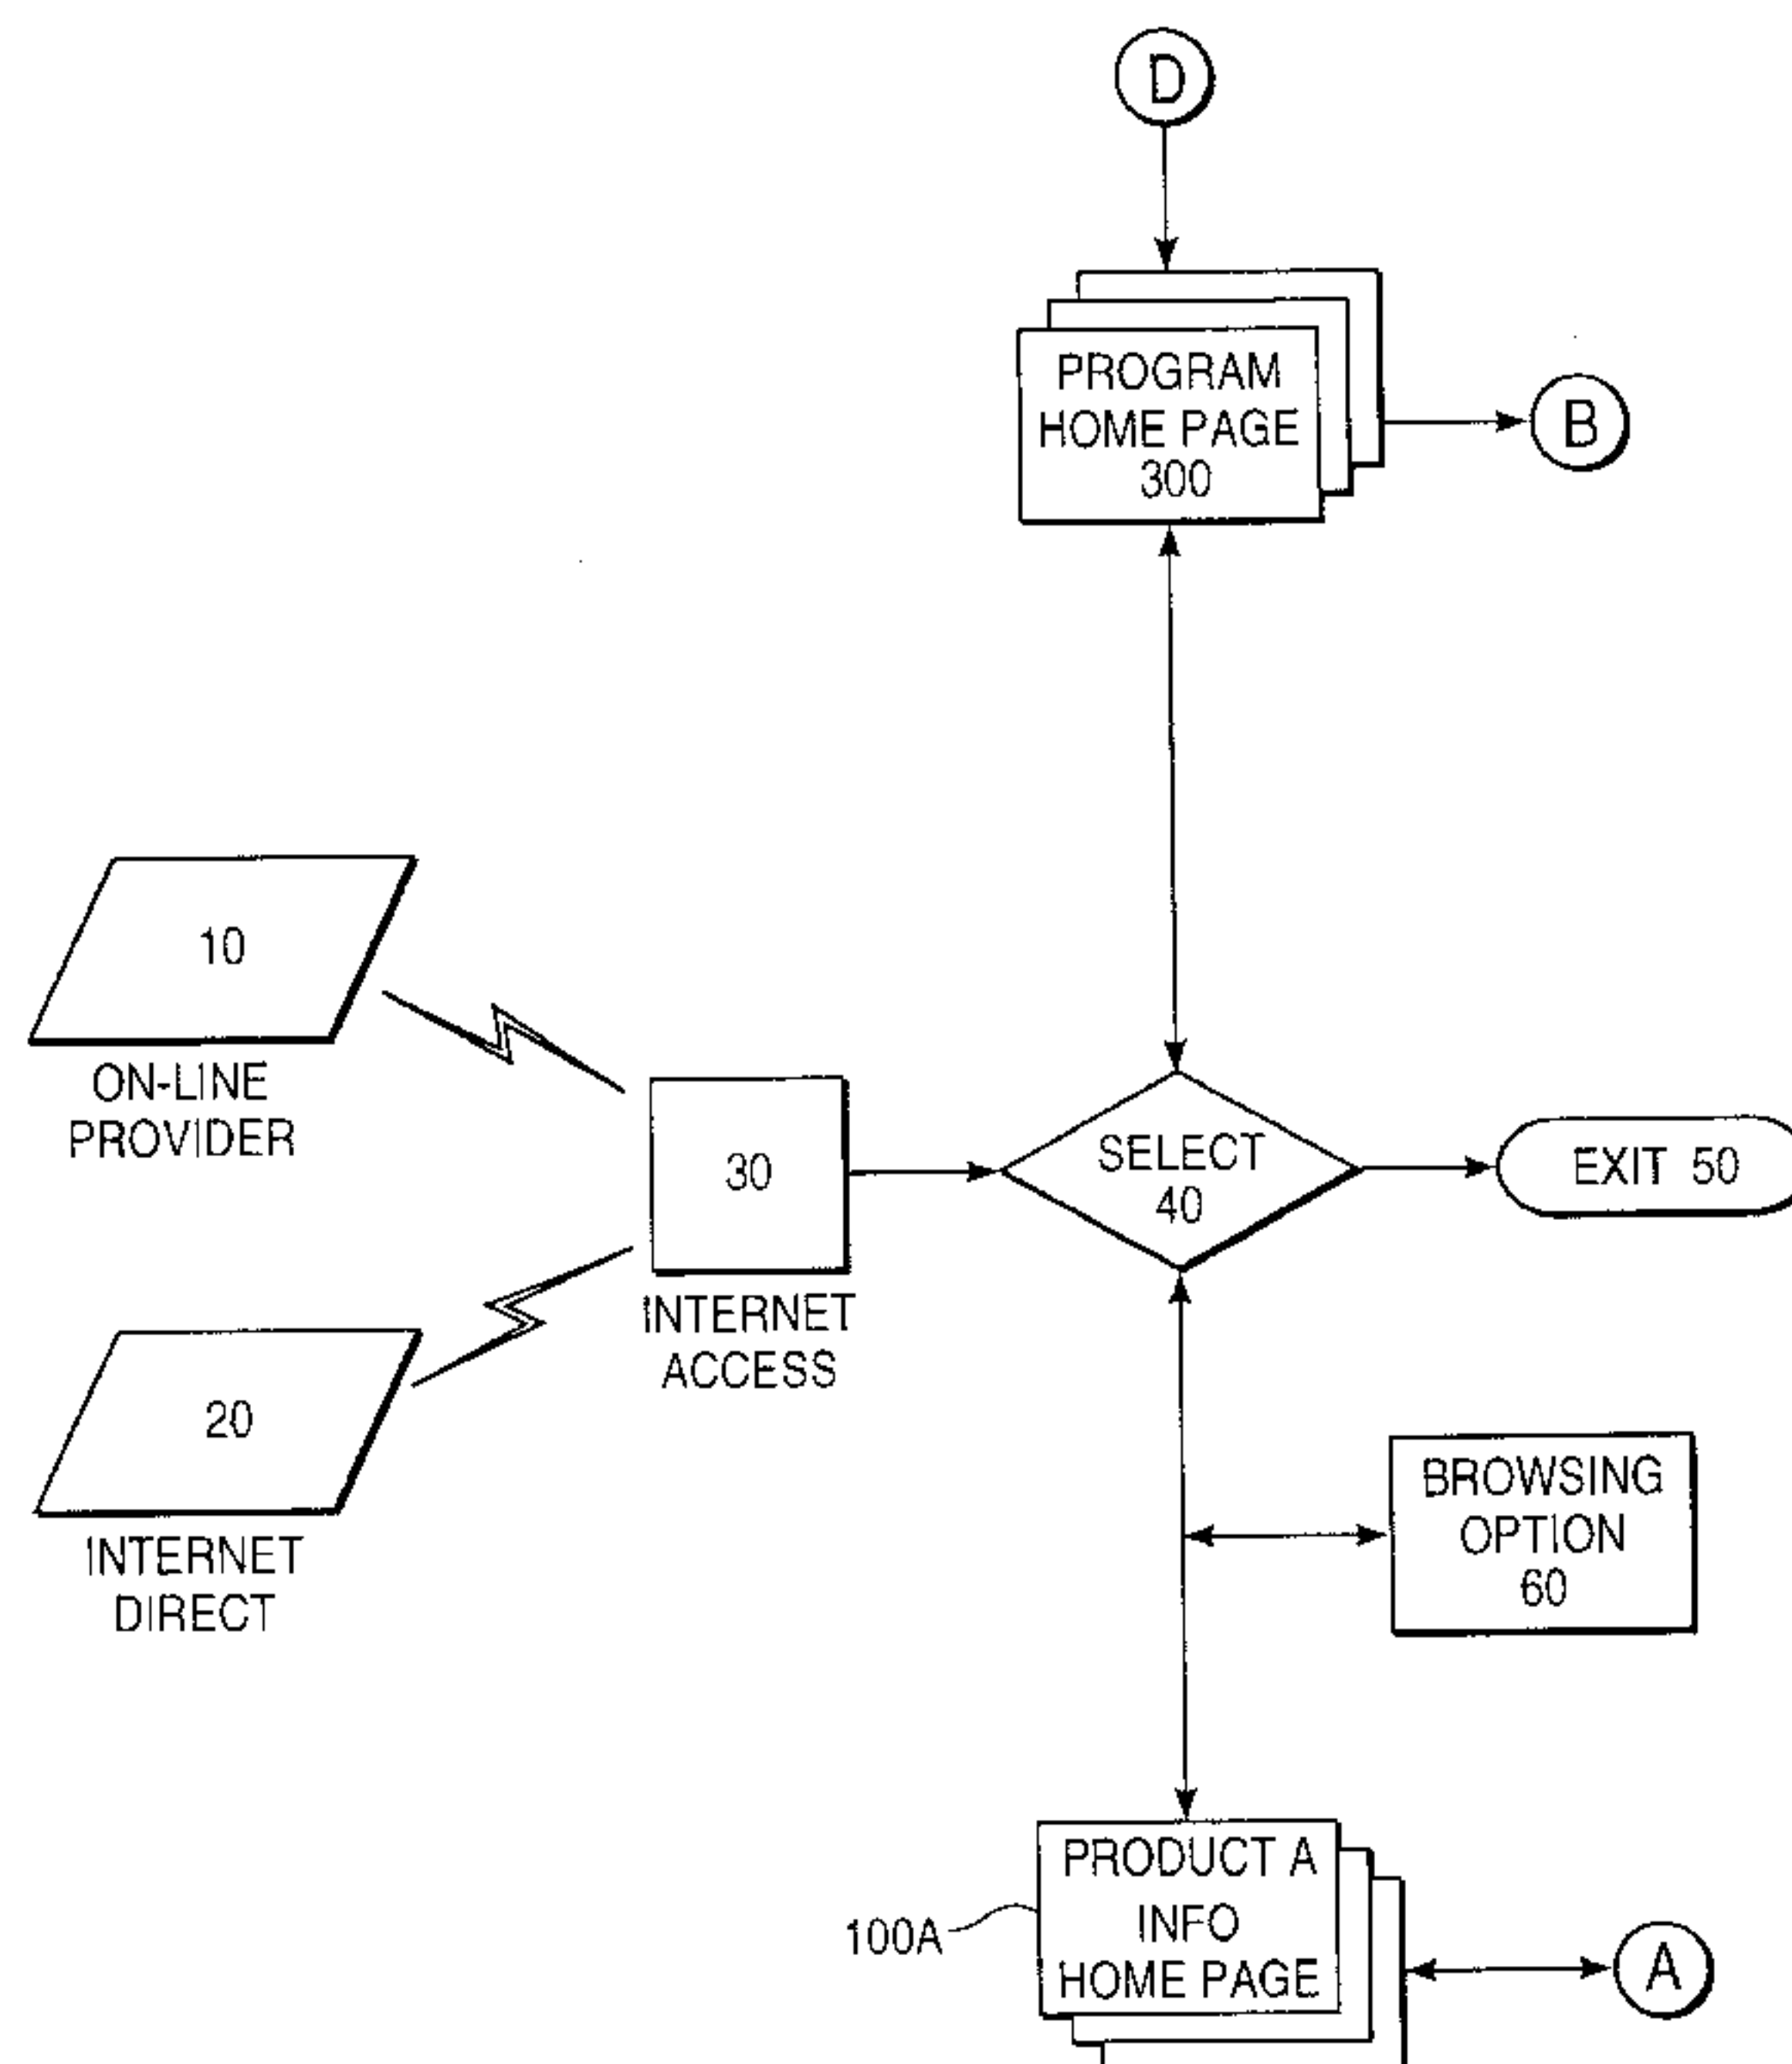 D
PROGRAM
HOME PAGE
300
B
10
ON-LINE
PROVIDER
30
INTERNET
ACCESS
SELECT
40
EXIT 50
20
INTERNET
DIRECT
BROWSING
OPTION
60
100A
PRODUCT A
INFO
HOME PAGE
A